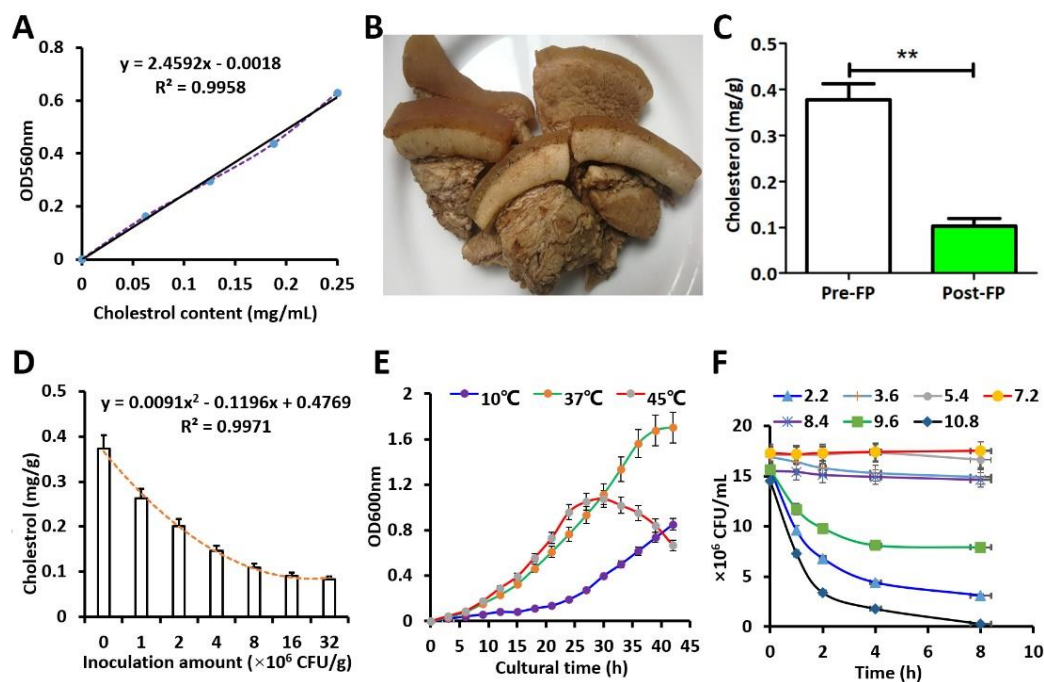 A
y = 2.4592x - 0.0018
R² = 0.9958
OD560nm
0.8
0.6
0.4
0.2
0
0 0.05 0.1 0.15 0.2 0.25
Cholestrol content (mg/mL)
B
C
**
Cholesterol (mg/g)
0.5
0.4
0.3
0.2
0.1
0.0
Pre-FP Post-FP
D
y = 0.0091x² - 0.1196x + 0.4769
R² = 0.9971
Cholestrol (mg/g)
0.5
0.4
0.3
0.2
0.1
0
0 1 2 4 8 16 32
Inoculation amount (×10⁶ CFU/g)
E
10℃ 37℃ 45℃
OD600nm
2
1.6
1.2
0.8
0.4
0
0 5 10 15 20 25 30 35 40 45
Cultural time (h)
F
2.2 3.6 5.4 7.2
8.4 9.6 10.8
×10⁶ CFU/mL
20
15
10
5
0
0 2 4 6 8 10
Time (h)